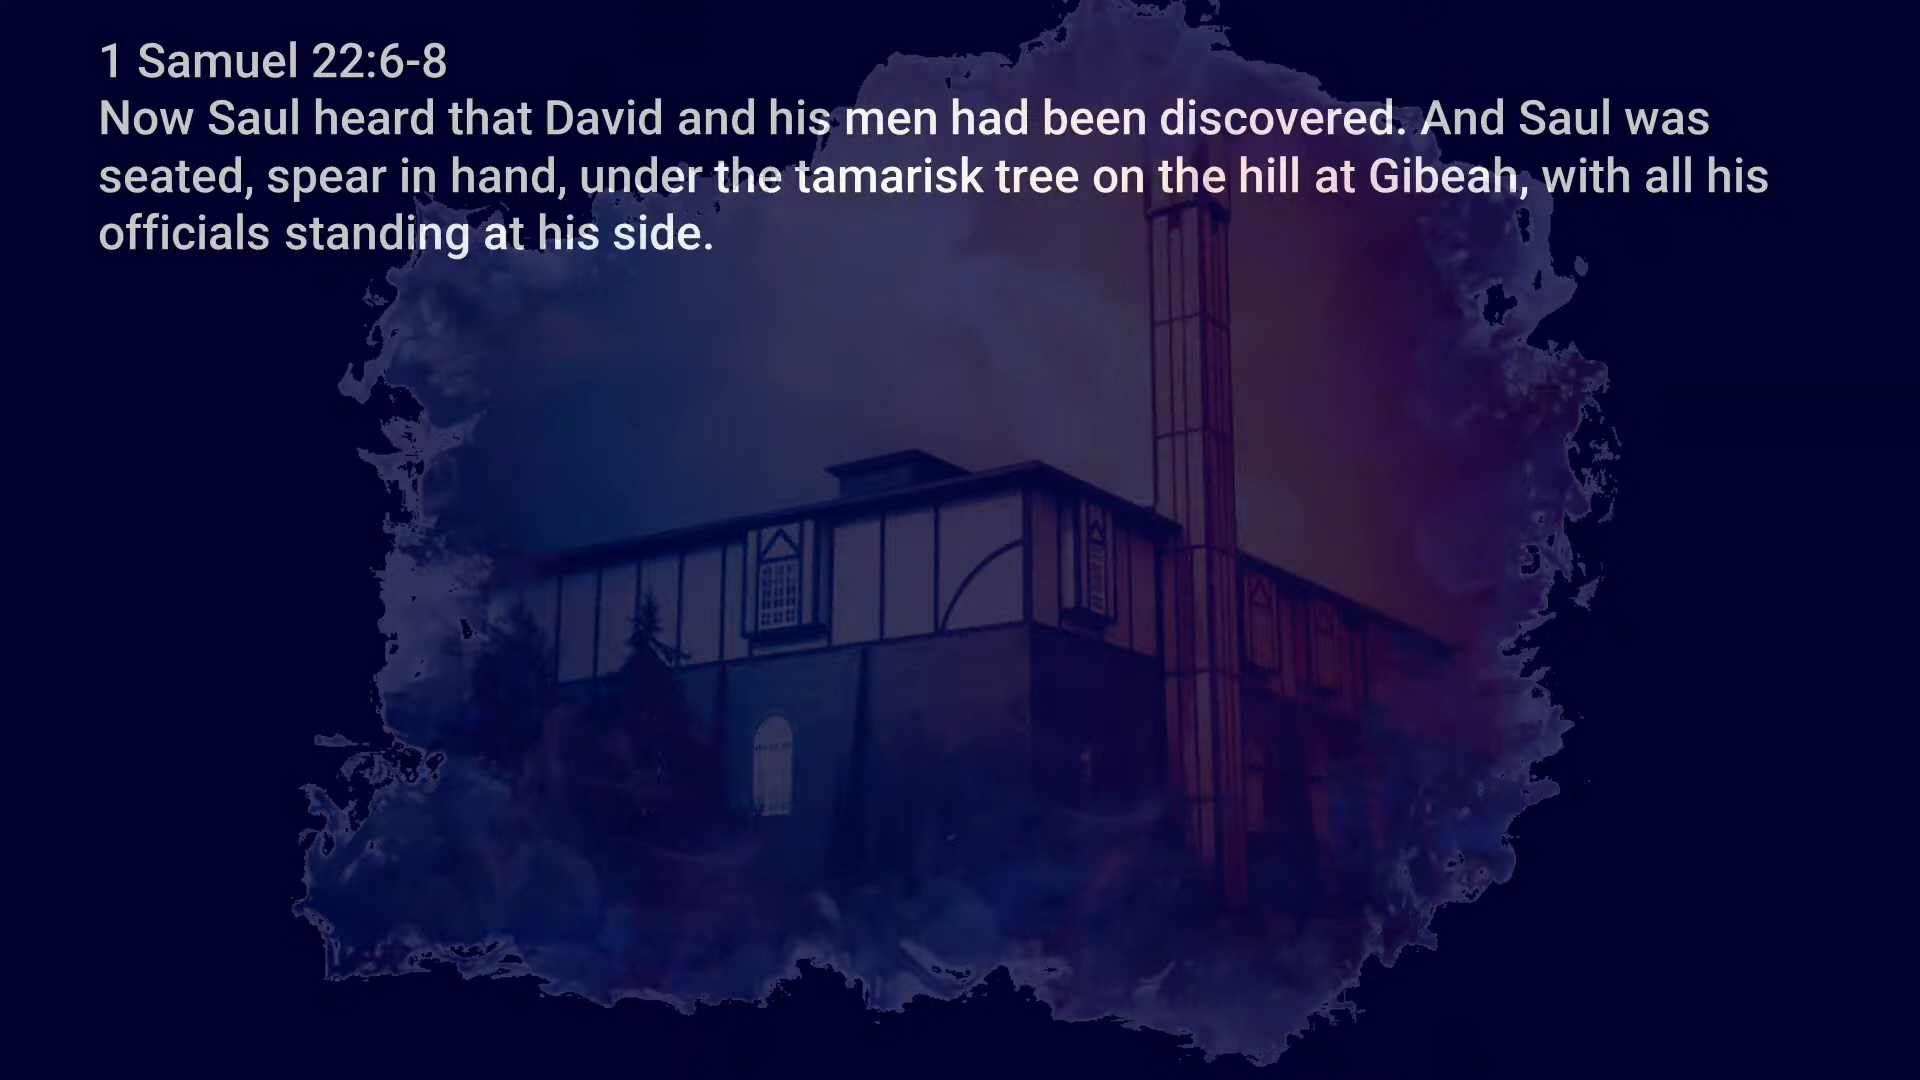 1 Samuel 22:6-8
Now Saul heard that David and his men had been discovered. And Saul was
seated, spear in hand, under the tamarisk tree on the hill at Gibeah, with all his
officials standing at his side.